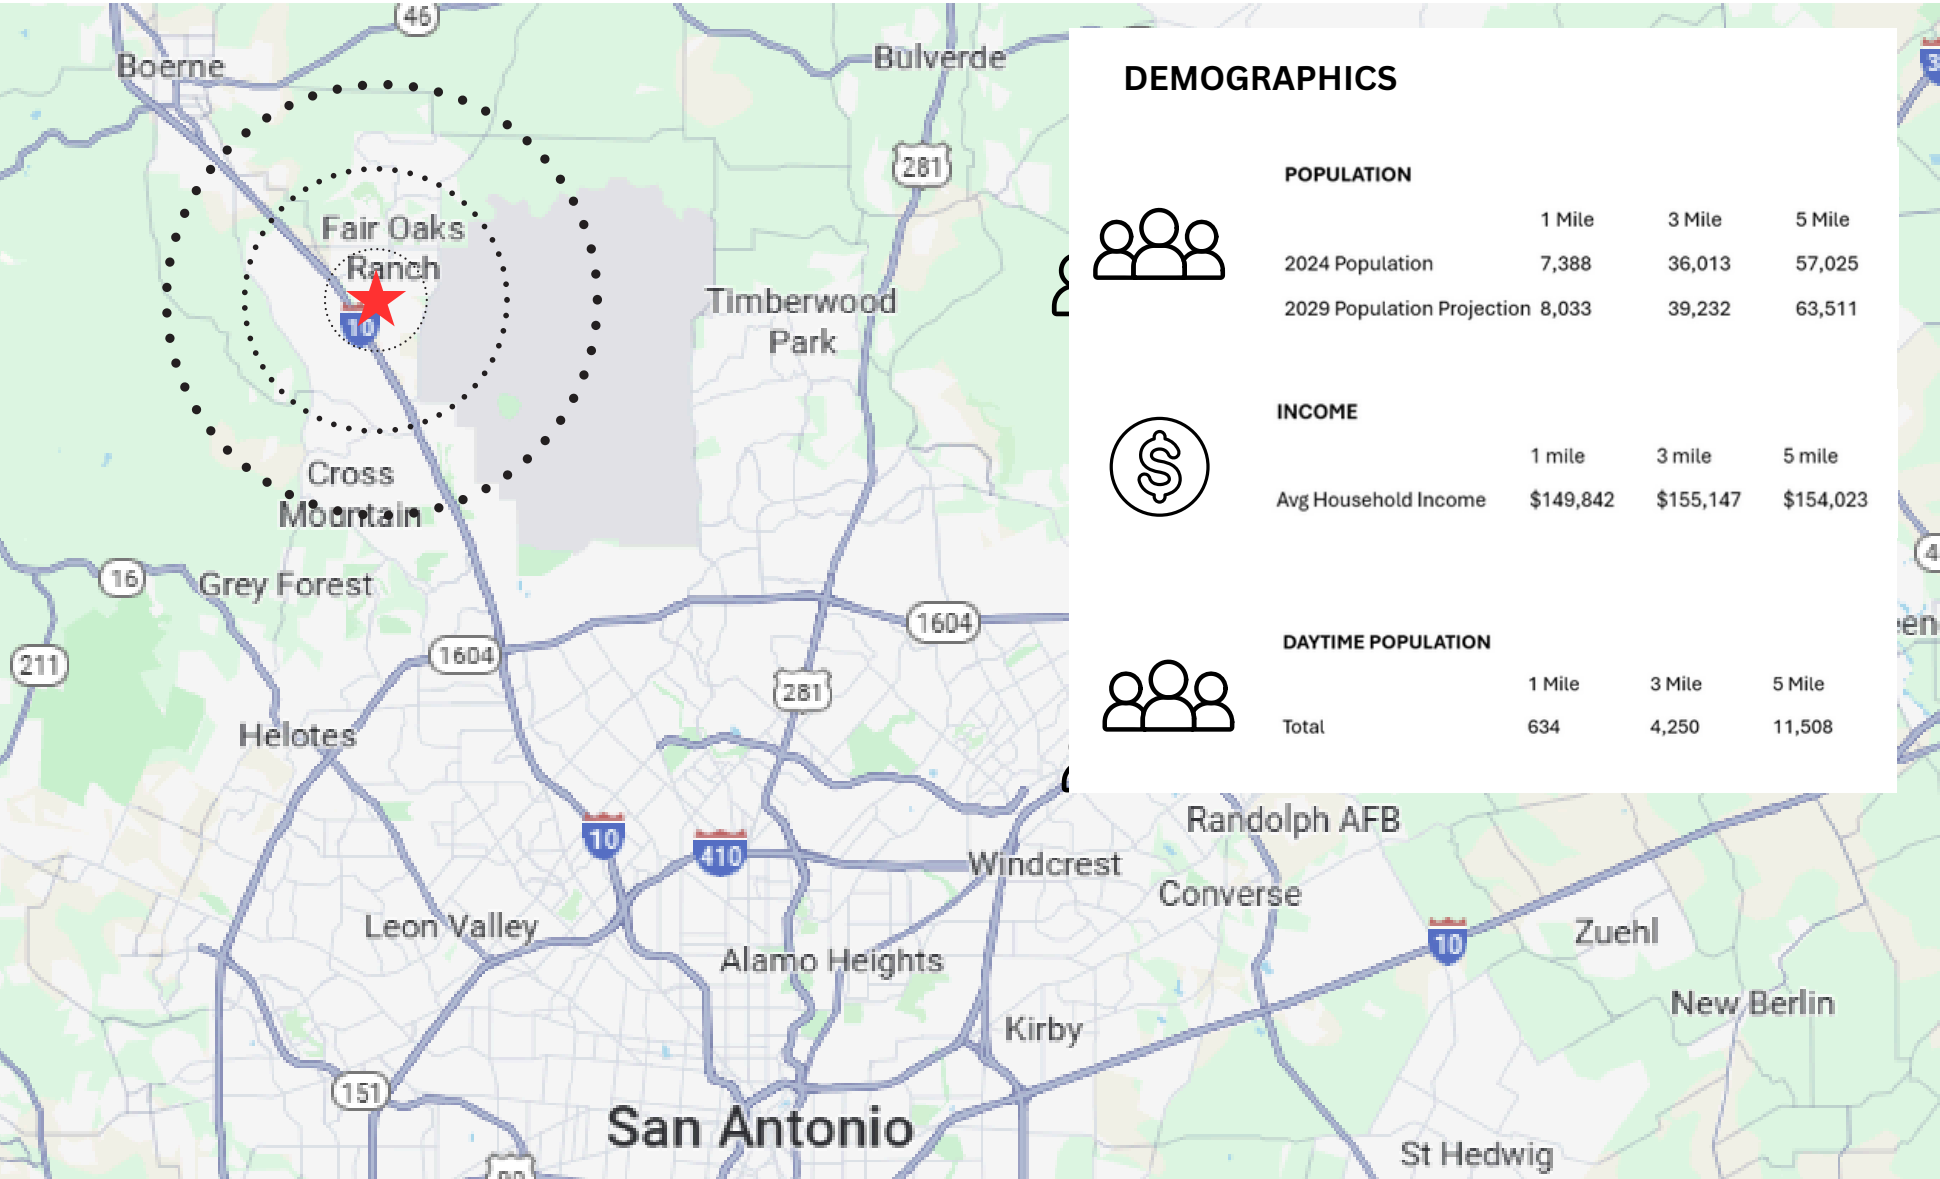 46
Boerne
Bulverde
281
Fair Oaks
Ranch
10
Timberwood
Park
Cross
Mountain
16
Grey Forest
1604
1604
211
281
Helotes
10
410
Windcrest
Randolph AFB
Converse
Leon Valley
Alamo Heights
10
Zuehl
New Berlin
Kirby
151
San Antonio
St Hedwig
DEMOGRAPHICS
POPULATION
1 Mile 3 Mile 5 Mile
2024 Population 7,388 36,013 57,025
2029 Population Projection 8,033 39,232 63,511
INCOME
1 mile 3 mile 5 mile
Avg Household Income $149,842 $155,147 $154,023
DAYTIME POPULATION
1 Mile 3 Mile 5 Mile
Total 634 4,250 11,508